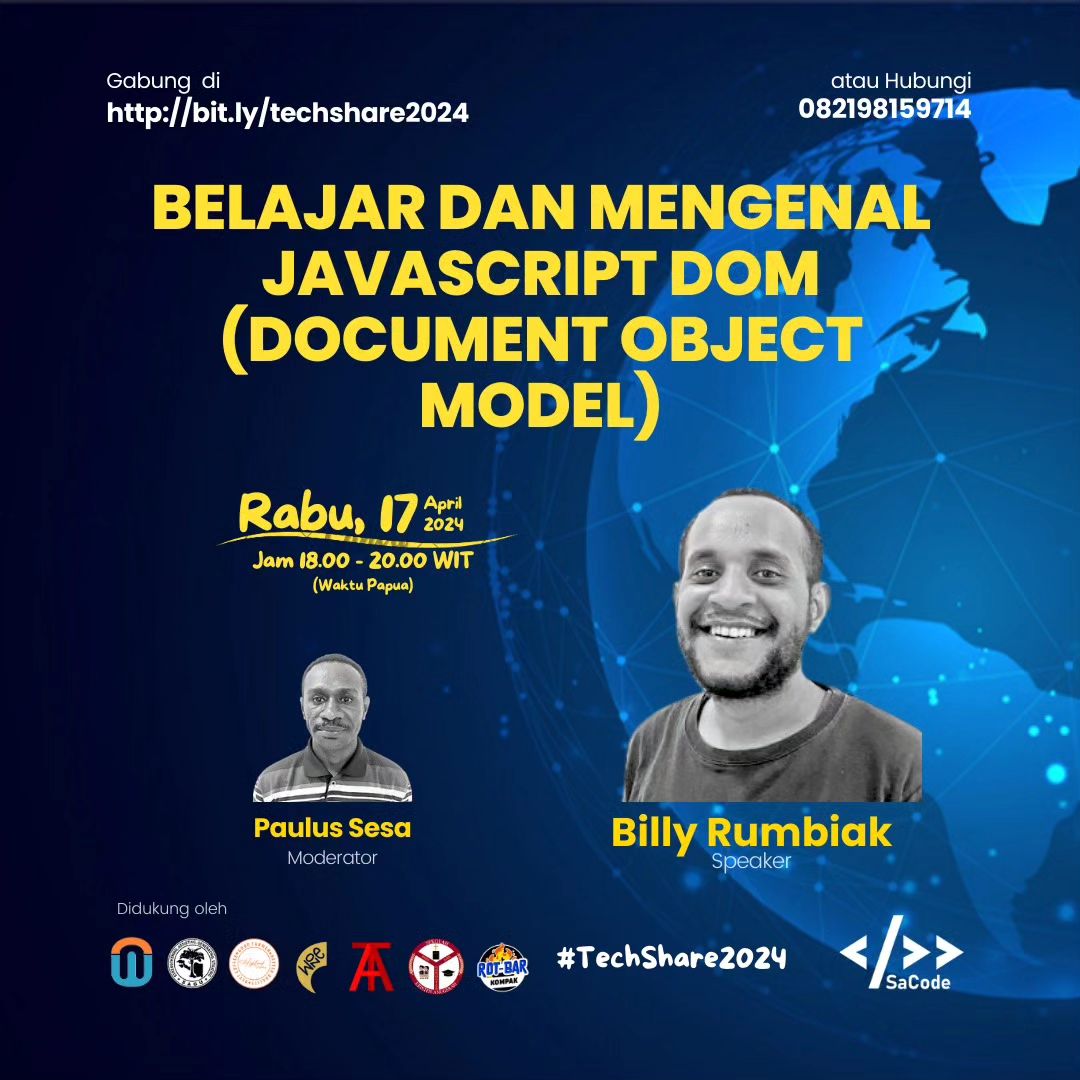 Gabung di
http://bit.ly/techshare2024
atau Hubungi
082198159714
BELAJAR DAN MENGENAL
JAVASCRIPT DOM
(DOCUMENT OBJECT
MODEL)
Rabu, 17 April 2024
Jam 18.00 - 20.00 WIT
(Waktu Papua)
Paulus Sesa
Moderator
Billy Rumbiak
Speaker
Didukung oleh
ROT-BAR
KOMPAK
#TechShare2024
</>>
SaCode